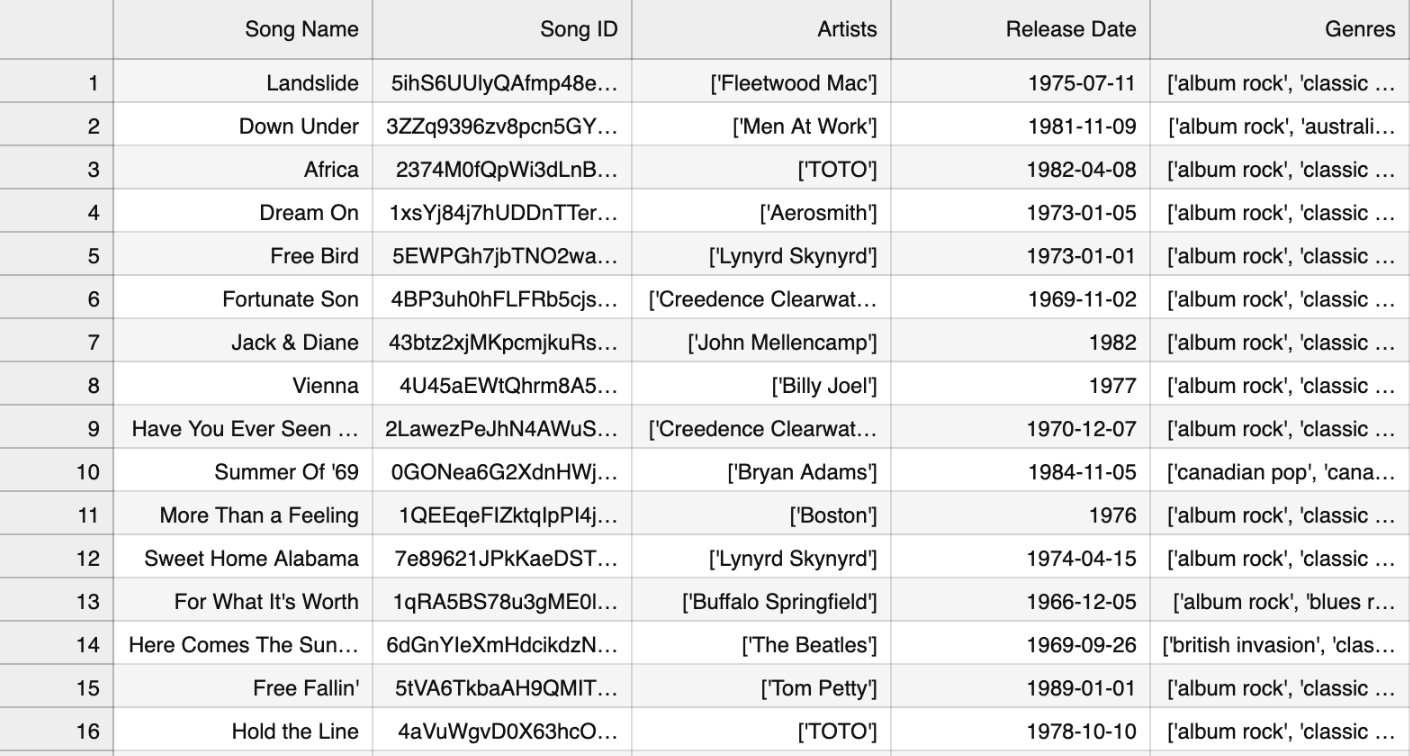 Song Name Song ID Artists Release Date Genres
1 Landslide 5ihS6UUlyQAfmp48e… ['Fleetwood Mac'] 1975-07-11 ['album rock', 'classic …
2 Down Under 3ZZq9396zv8pcn5GY… ['Men At Work'] 1981-11-09 ['album rock', 'australi…
3 Africa 2374M0fQpWi3dLnB… ['TOTO'] 1982-04-08 ['album rock', 'classic …
4 Dream On 1xsYj84j7hUDDnTTer… ['Aerosmith'] 1973-01-05 ['album rock', 'classic …
5 Free Bird 5EWPGh7jbTNO2wa… ['Lynyrd Skynyrd'] 1973-01-01 ['album rock', 'classic …
6 Fortunate Son 4BP3uh0hFLFRb5cjs… ['Creedence Clearwat… 1969-11-02 ['album rock', 'classic …
7 Jack & Diane 43btz2xjMKpcmjkuRs… ['John Mellencamp'] 1982 ['album rock', 'classic …
8 Vienna 4U45aEWtQhrm8A5… ['Billy Joel'] 1977 ['album rock', 'classic …
9 Have You Ever Seen … 2LawezPeJhN4AWuS… ['Creedence Clearwat… 1970-12-07 ['album rock', 'classic …
10 Summer Of '69 0GONea6G2XdnHWj… ['Bryan Adams'] 1984-11-05 ['canadian pop', 'cana…
11 More Than a Feeling 1QEEqeFIZktqIpPI4j… ['Boston'] 1976 ['album rock', 'classic …
12 Sweet Home Alabama 7e89621JPkKaeDST… ['Lynyrd Skynyrd'] 1974-04-15 ['album rock', 'classic …
13 For What It's Worth 1qRA5BS78u3gME0l… ['Buffalo Springfield'] 1966-12-05 ['album rock', 'blues r…
14 Here Comes The Sun… 6dGnYIeXmHdcikdzN… ['The Beatles'] 1969-09-26 ['british invasion', 'clas…
15 Free Fallin' 5tVA6TkbaAH9QMIT… ['Tom Petty'] 1989-01-01 ['album rock', 'classic …
16 Hold the Line 4aVuWgvD0X63hcO… ['TOTO'] 1978-10-10 ['album rock', 'classic …